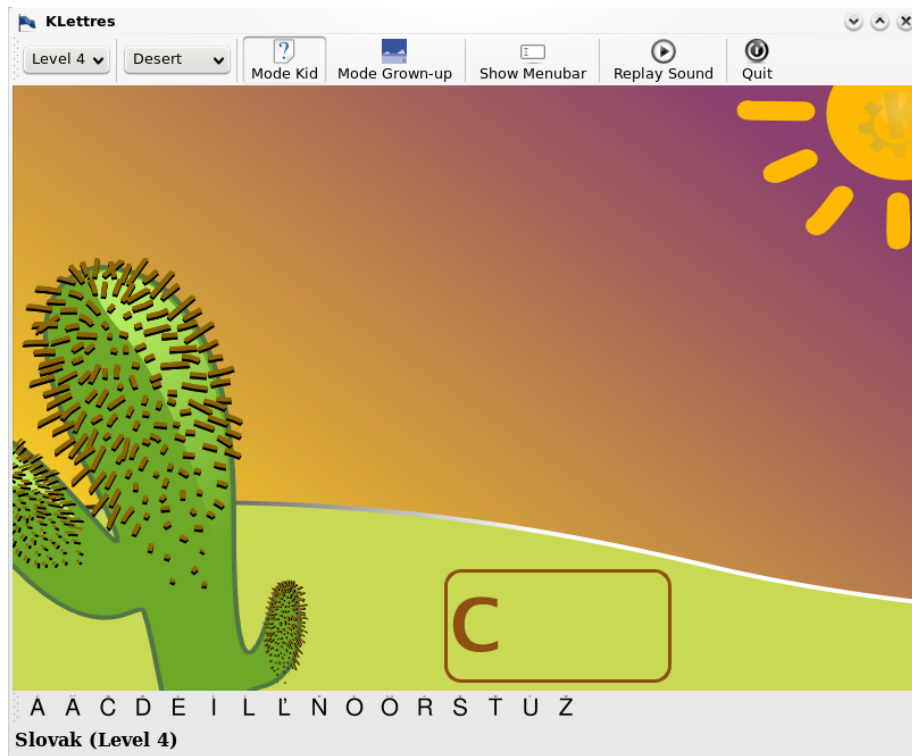 KLettres
Level 4 Desert Mode Kid Mode Grown-up Show Menubar Replay Sound Quit
C
Á Ä Č Ď É Í Ĺ Ľ Ň Ó Ô Ŕ Š Ť Ú Ž
Slovak (Level 4)